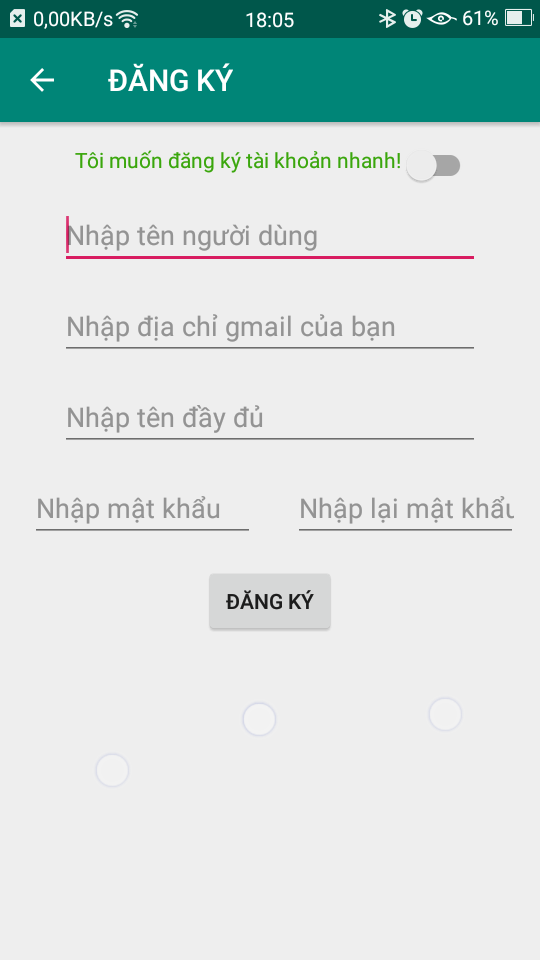 0,00KB/s 18:05 61%
ĐĂNG KÝ
Tôi muốn đăng ký tài khoản nhanh!
Nhập tên người dùng
Nhập địa chỉ gmail của bạn
Nhập tên đầy đủ
Nhập mật khẩu Nhập lại mật khẩu
ĐĂNG KÝ